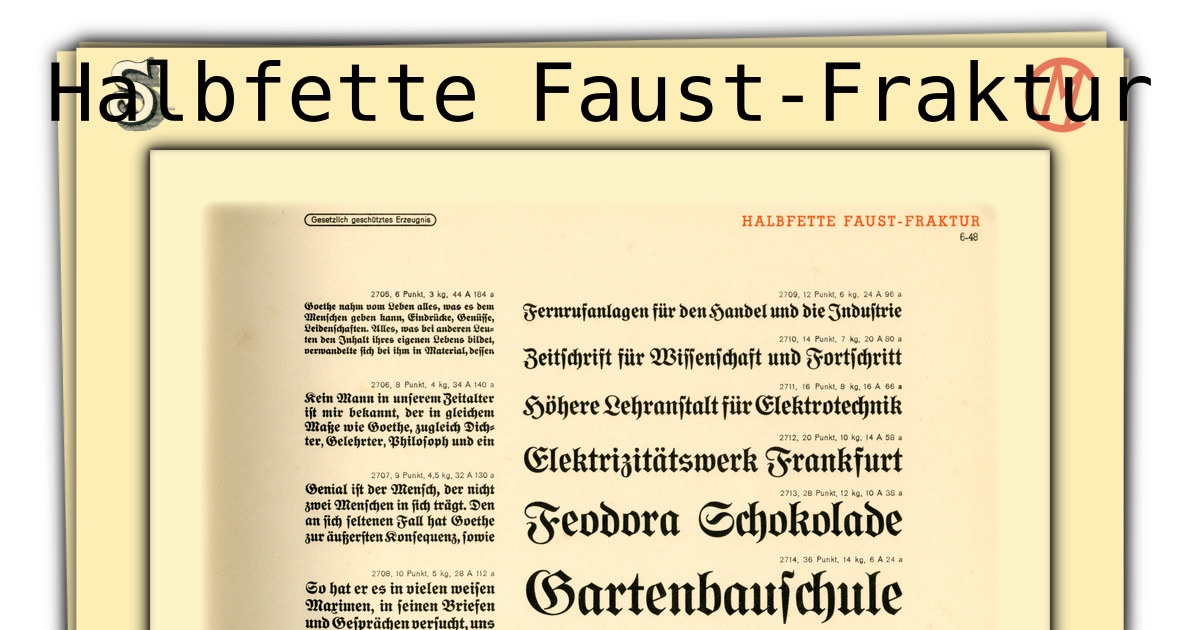 Halbfette Faust-Fraktur
Gesetzlich geschütztes Erzeugnis
HALBFETTE FAUST-FRAKTUR
6-48
2705, 6 Punkt, 3 kg, 44 A 184 a
Goethe nahm vom Leben alles, was es dem
Menſchen geben kann, Eindrücke, Genüſſe,
Leidenſchaften. Alles, was bei anderen Leu-
ten den Inhalt ihres eigenen Lebens bildet,
verwandelte ſich bei ihm in Material, deſſen
2706, 8 Punkt, 4 kg, 34 A 140 a
Kein Mann in unſerem Zeitalter
iſt mir bekannt, der in gleichem
Maße wie Goethe, zugleich Dich-
ter, Gelehrter, Philoſoph und ein
2707, 9 Punkt, 4,5 kg, 32 A 130 a
Genial iſt der Menſch, der nicht
zwei Menſchen in ſich trägt. Den
an ſich ſeltenen Fall hat Goethe
zur äußerſten Konſequenz, ſowie
2708, 10 Punkt, 5 kg, 28 A 112 a
So hat er es in vielen weiſen
Maximen, in ſeinen Briefen
und Geſprächen verſucht, uns
2709, 12 Punkt, 6 kg, 24 A 96 a
Fernrufanlagen für den Handel und die Induſtrie
2710, 14 Punkt, 7 kg, 20 A 80 a
Zeitſchrift für Wiſſenſchaft und Fortſchritt
2711, 16 Punkt, 8 kg, 16 A 66 a
Höhere Lehranſtalt für Elektrotechnik
2712, 20 Punkt, 10 kg, 14 A 58 a
Elektrizitätswerk Frankfurt
2713, 28 Punkt, 12 kg, 10 A 38 a
Feodora Schokolade
2714, 36 Punkt, 14 kg, 6 A 24 a
Gartenbauſchule